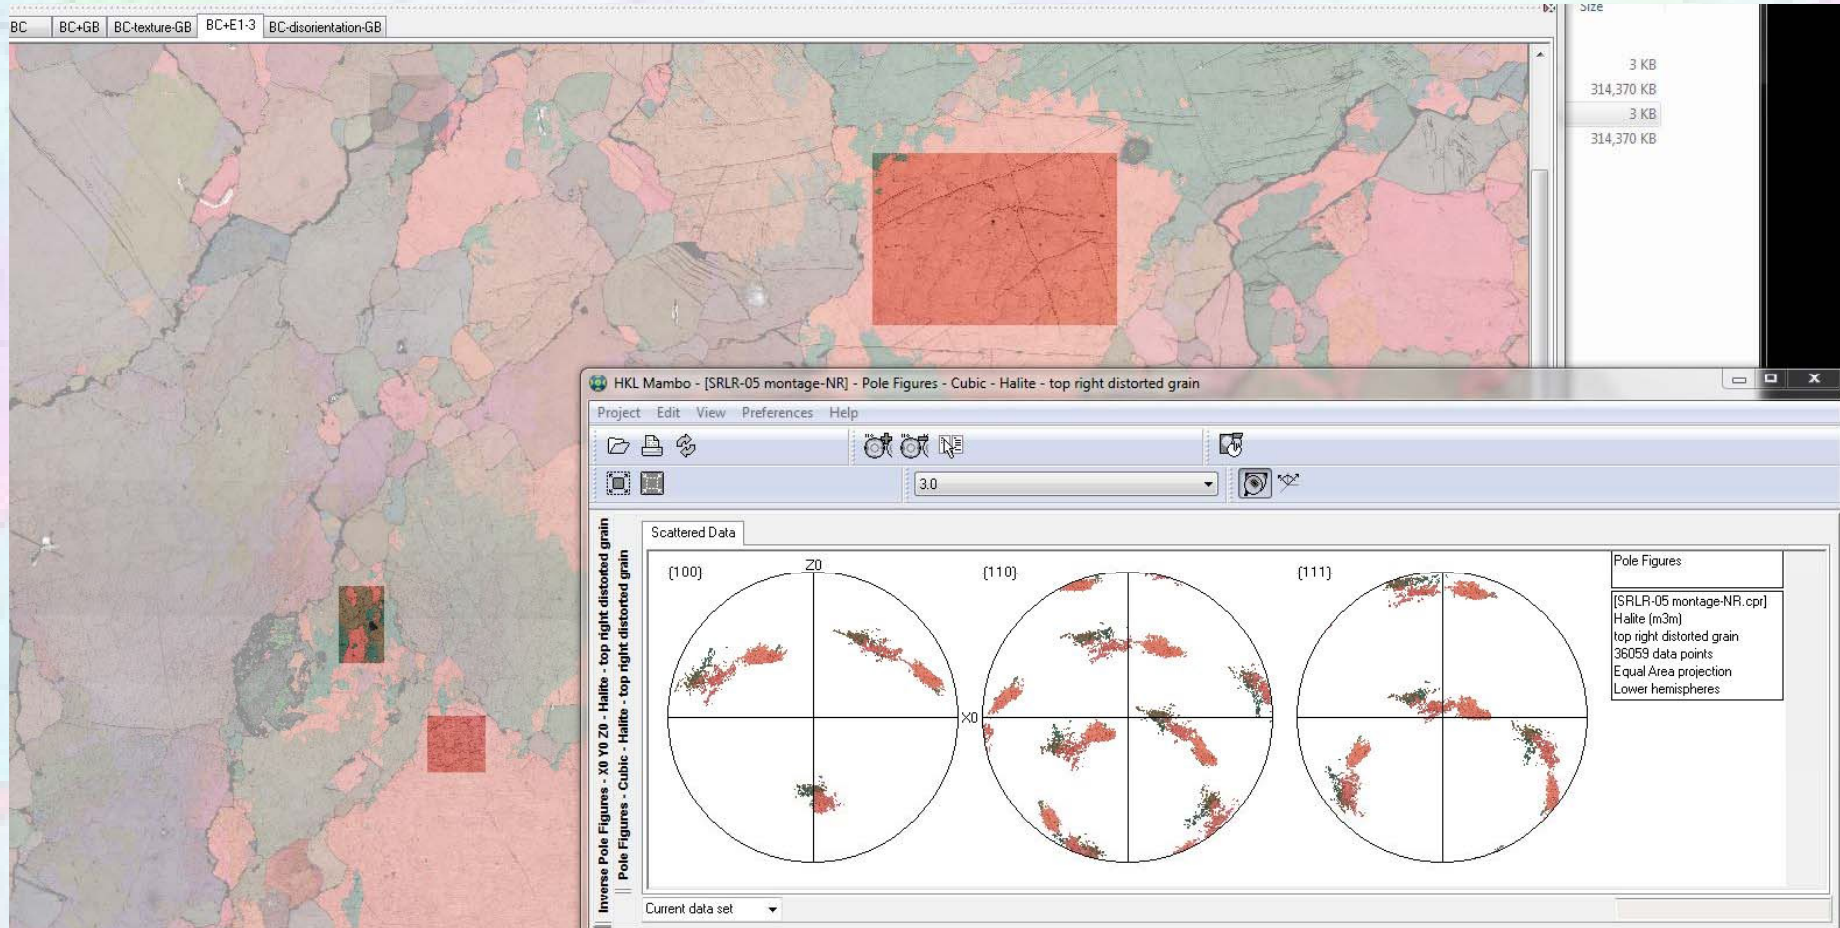 BC BC+GB BC-texture-GB BC+E1-3 BC-disorientation-GB
Size
3 KB
314,370 KB
3 KB
314,370 KB
HKL Mambo - [SRLR-05 montage-NR] - Pole Figures - Cubic - Halite - top right distorted grain
Project Edit View Preferences Help
3.0
Inverse Pole Figures - X0 Y0 Z0 - Halite - top right distorted grain
Pole Figures - Cubic - Halite - top right distorted grain
Scattered Data
{100}
Z0
X0
{110}
{111}
Pole Figures
[SRLR-05 montage-NR.cpr]
Halite (m3m)
top right distorted grain
36059 data points
Equal Area projection
Lower hemispheres
Current data set